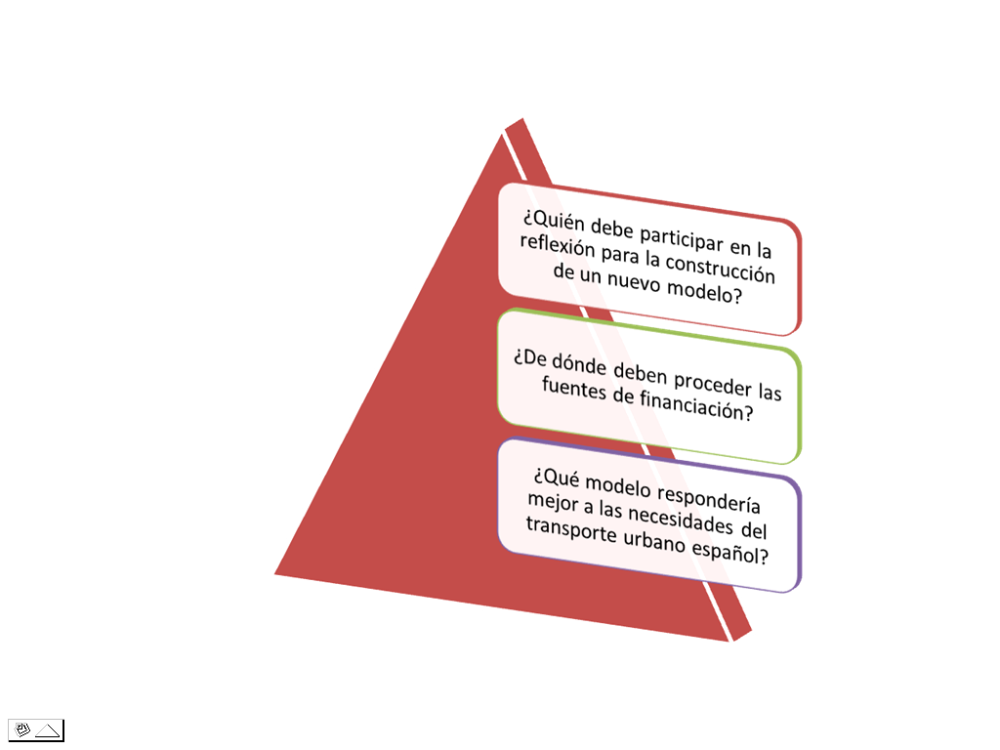 ¿Quién debe participar en la
reflexión para la construcción
de un nuevo modelo?
¿De dónde deben proceder las
fuentes de financiación?
¿Qué modelo respondería
mejor a las necesidades del
transporte urbano español?